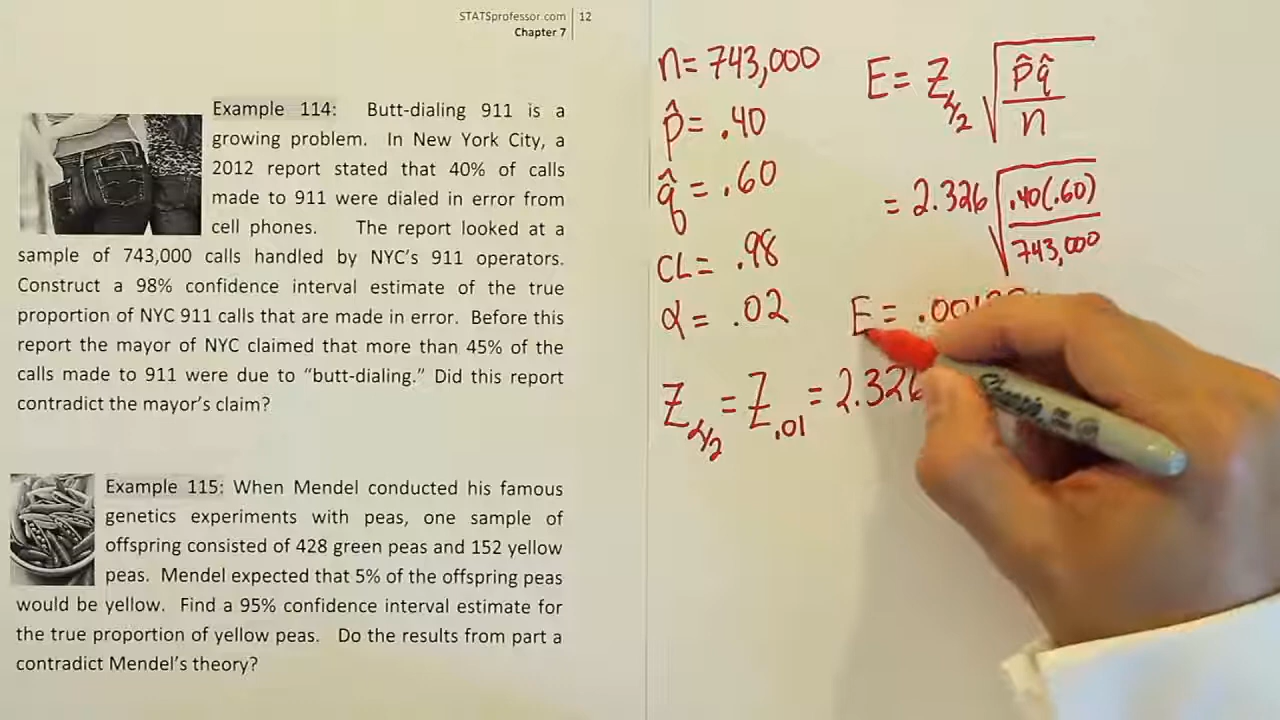 STATSprofessor.com 12
Chapter 7
Example 114: Butt-dialing 911 is a
growing problem. In New York City, a
2012 report stated that 40% of calls
made to 911 were dialed in error from
cell phones. The report looked at a
sample of 743,000 calls handled by NYC's 911 operators.
Construct a 98% confidence interval estimate of the true
proportion of NYC 911 calls that are made in error. Before this
report the mayor of NYC claimed that more than 45% of the
calls made to 911 were due to "butt-dialing." Did this report
contradict the mayor's claim?
Example 115: When Mendel conducted his famous
genetics experiments with peas, one sample of
offspring consisted of 428 green peas and 152 yellow
peas. Mendel expected that 5% of the offspring peas
would be yellow. Find a 95% confidence interval estimate for
the true proportion of yellow peas. Do the results from part a
contradict Mendel's theory?
n = 743,000
p̂ = .40
q̂ = .60
CL = .98
α = .02
Z α/2 = Z .01 = 2.326
E = Z α/2 √ p̂q̂ / n
= 2.326 √ .40(.60) / 743,000
E =
Sharpie